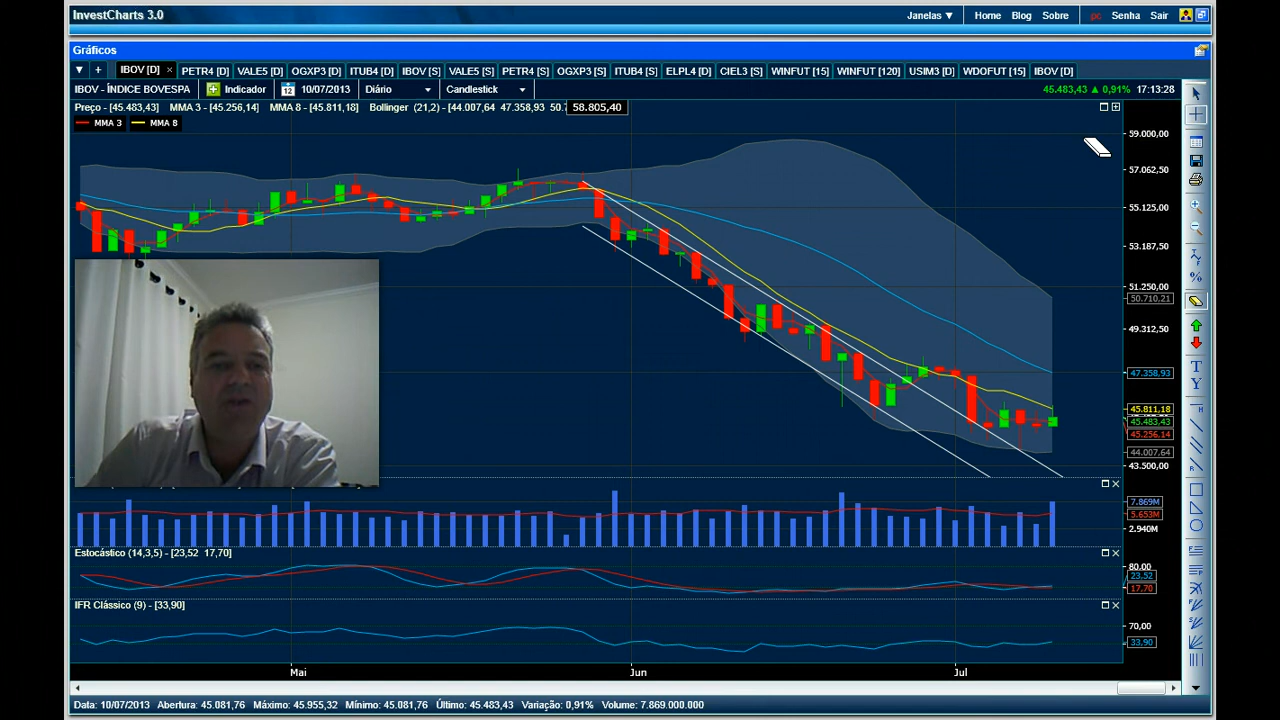 InvestCharts 3.0
Janelas ▼ Home Blog Sobre pc Senha Sair
Gráficos
▼ + IBOV [D] × PETR4 [D] VALE5 [D] OGXP3 [D] ITUB4 [D] IBOV [S] VALE5 [S] PETR4 [S] OGXP3 [S] ITUB4 [S] ELPL4 [D] CIEL3 [S] WINFUT [15] WINFUT [120] USIM3 [D] WDOFUT [15] IBOV [D]
IBOV - ÍNDICE BOVESPA Indicador 12 10/07/2013 Diário Candlestick 45.483,43 ▲ 0,91% 17:13:28
Preço - [45.483,43] MMA 3 - [45.256,14] MMA 8 - [45.811,18] Bollinger (21,2) - [44.007,64 47.358,93 50. 58.805,40
MMA 3 MMA 8
59.000,00
57.062,50
55.125,00
53.187,50
51.250,00
50.710,21
49.312,50
47.358,93
45.811,18
45.483,43
45.256,14
44.007,64
43.500,00
7.869M
5.653M
2.940M
Estocástico (14,3,5) - [23,52 17,70]
80,00
23,52
17,70
IFR Clássico (9) - [33,90]
70,00
33,90
Mai Jun Jul
Data: 10/07/2013 Abertura: 45.081,76 Máximo: 45.955,32 Mínimo: 45.081,76 Último: 45.483,43 Variação: 0,91% Volume: 7.869.000.000